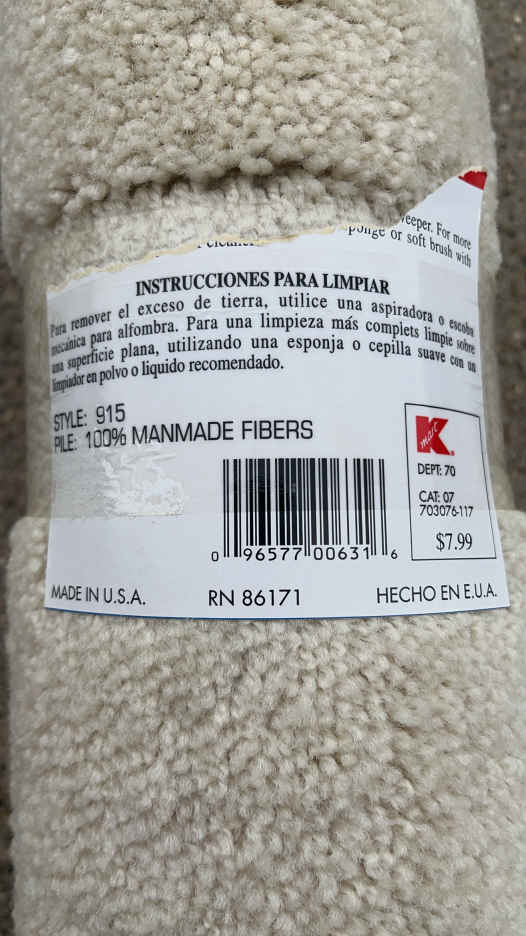 eeper. For more
ponge or soft brush with
r cleaner
INSTRUCCIONES PARA LIMPIAR
Para remover el exceso de tierra, utilice una aspiradora o escoba
mecánica para alfombra. Para una limpieza más complets limpie sobre
una superficie plana, utilizando una esponja o cepilla suave con un
limpiador en polvo o liquido recomendado.
STYLE: 915
PILE: 100% MANMADE FIBERS
K
mart
DEPT: 70
CAT: 07
703076-117
$7.99
0 96577 00631 6
MADE IN U.S.A.
RN 86171
HECHO EN E.U.A.